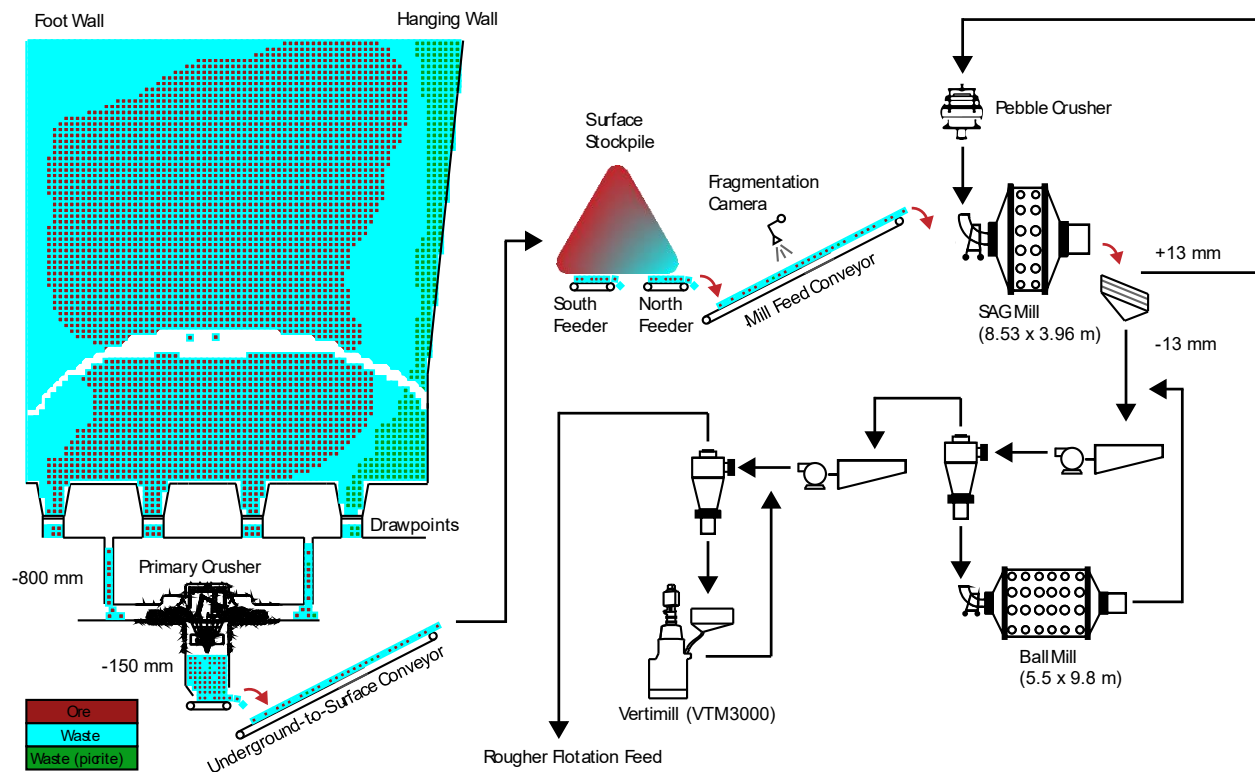 Foot Wall
Hanging Wall
Surface
Stockpile
Fragmentation
Camera
Pebble Crusher
South
Feeder
North
Feeder
Mill Feed Conveyor
SAG Mill
(8.53 x 3.96 m)
+13 mm
-13 mm
Drawpoints
Primary Crusher
-800 mm
-150 mm
Underground-to-Surface Conveyor
Ore
Waste
Waste (picrite)
Vertimill (VTM3000)
Ball Mill
(5.5 x 9.8 m)
Rougher Flotation Feed